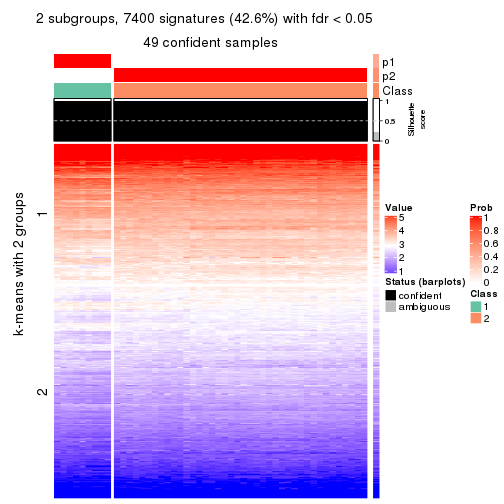 2 subgroups, 7400 signatures (42.6%) with fdr < 0.05
49 confident samples
p1
p2
Class
1
0.5
0
Silhouette
score
k-means with 2 groups
1
2
Value
5
4
3
2
1
Status (barplots)
confident
ambiguous
Prob
1
0.8
0.6
0.4
0.2
0
Class
1
2